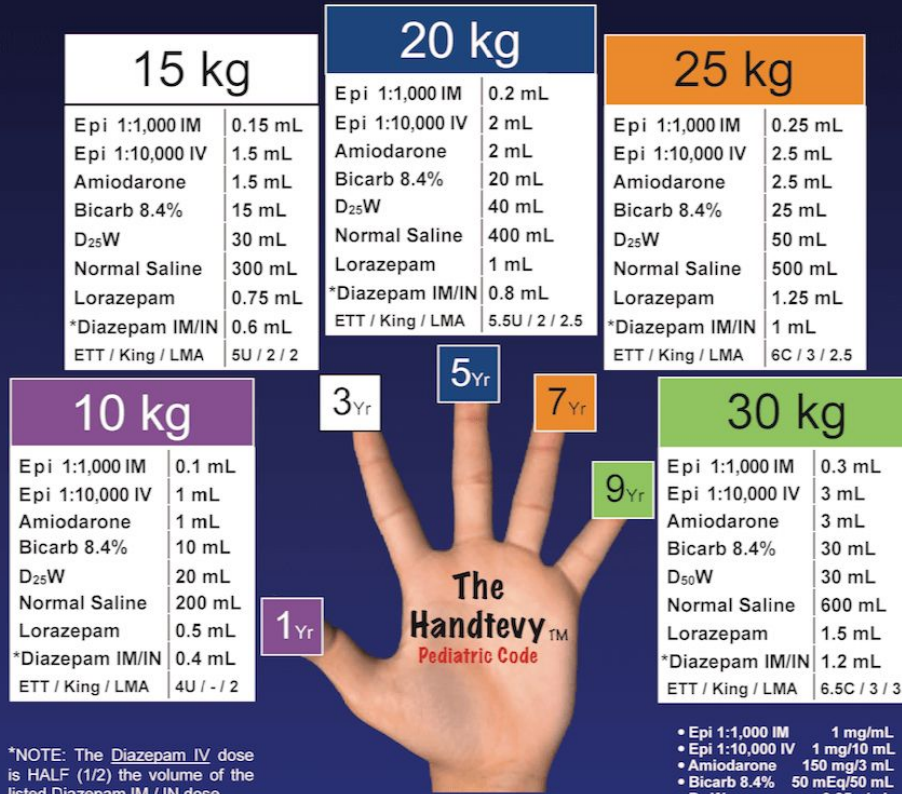 15 kg
Epi 1:1,000 IM 0.15 mL
Epi 1:10,000 IV 1.5 mL
Amiodarone 1.5 mL
Bicarb 8.4% 15 mL
D25W 30 mL
Normal Saline 300 mL
Lorazepam 0.75 mL
*Diazepam IM/IN 0.6 mL
ETT / King / LMA 5U / 2 / 2
20 kg
Epi 1:1,000 IM 0.2 mL
Epi 1:10,000 IV 2 mL
Amiodarone 2 mL
Bicarb 8.4% 20 mL
D25W 40 mL
Normal Saline 400 mL
Lorazepam 1 mL
*Diazepam IM/IN 0.8 mL
ETT / King / LMA 5.5U / 2 / 2.5
25 kg
Epi 1:1,000 IM 0.25 mL
Epi 1:10,000 IV 2.5 mL
Amiodarone 2.5 mL
Bicarb 8.4% 25 mL
D25W 50 mL
Normal Saline 500 mL
Lorazepam 1.25 mL
*Diazepam IM/IN 1 mL
ETT / King / LMA 6C / 3 / 2.5
10 kg
Epi 1:1,000 IM 0.1 mL
Epi 1:10,000 IV 1 mL
Amiodarone 1 mL
Bicarb 8.4% 10 mL
D25W 20 mL
Normal Saline 200 mL
Lorazepam 0.5 mL
*Diazepam IM/IN 0.4 mL
ETT / King / LMA 4U / - / 2
1Yr
3Yr
5Yr
7Yr
9Yr
The
Handtevy TM
Pediatric Code
30 kg
Epi 1:1,000 IM 0.3 mL
Epi 1:10,000 IV 3 mL
Amiodarone 3 mL
Bicarb 8.4% 30 mL
D50W 30 mL
Normal Saline 600 mL
Lorazepam 1.5 mL
*Diazepam IM/IN 1.2 mL
ETT / King / LMA 6.5C / 3 / 3
*NOTE: The Diazepam IV dose
is HALF (1/2) the volume of the
listed Diazepam IM / IN dose
• Epi 1:1,000 IM 1 mg/mL
• Epi 1:10,000 IV 1 mg/10 mL
• Amiodarone 150 mg/3 mL
• Bicarb 8.4% 50 mEq/50 mL